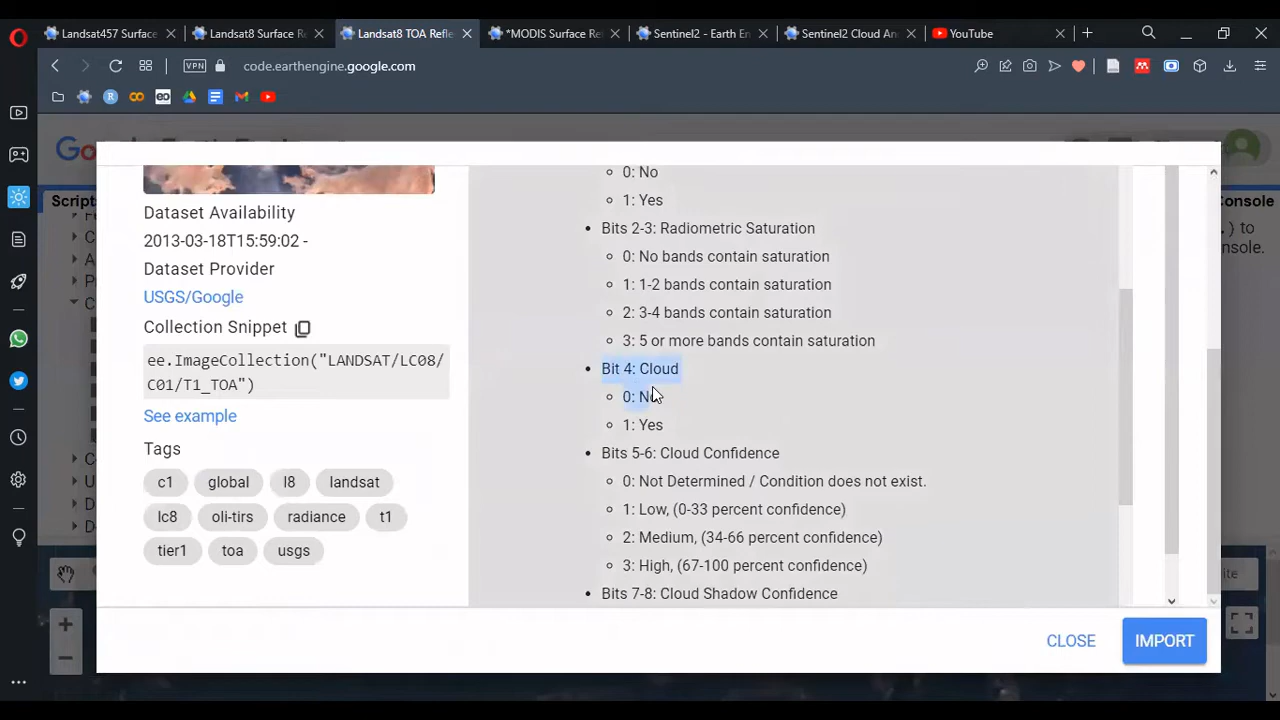 Landsat457 Surface
Landsat8 Surface Re
Landsat8 TOA Refle
*MODIS Surface Re
Sentinel2 - Earth En
Sentinel2 Cloud An
YouTube
VPN
code.earthengine.google.com
Go
Scrip
Console
.) to
nsole.
Dataset Availability
2013-03-18T15:59:02 -
Dataset Provider
USGS/Google
Collection Snippet
ee.ImageCollection("LANDSAT/LC08/
C01/T1_TOA")
See example
Tags
c1 global l8 landsat
lc8 oli-tirs radiance t1
tier1 toa usgs
0: No
1: Yes
Bits 2-3: Radiometric Saturation
0: No bands contain saturation
1: 1-2 bands contain saturation
2: 3-4 bands contain saturation
3: 5 or more bands contain saturation
Bit 4: Cloud
0: No
1: Yes
Bits 5-6: Cloud Confidence
0: Not Determined / Condition does not exist.
1: Low, (0-33 percent confidence)
2: Medium, (34-66 percent confidence)
3: High, (67-100 percent confidence)
Bits 7-8: Cloud Shadow Confidence
CLOSE
IMPORT